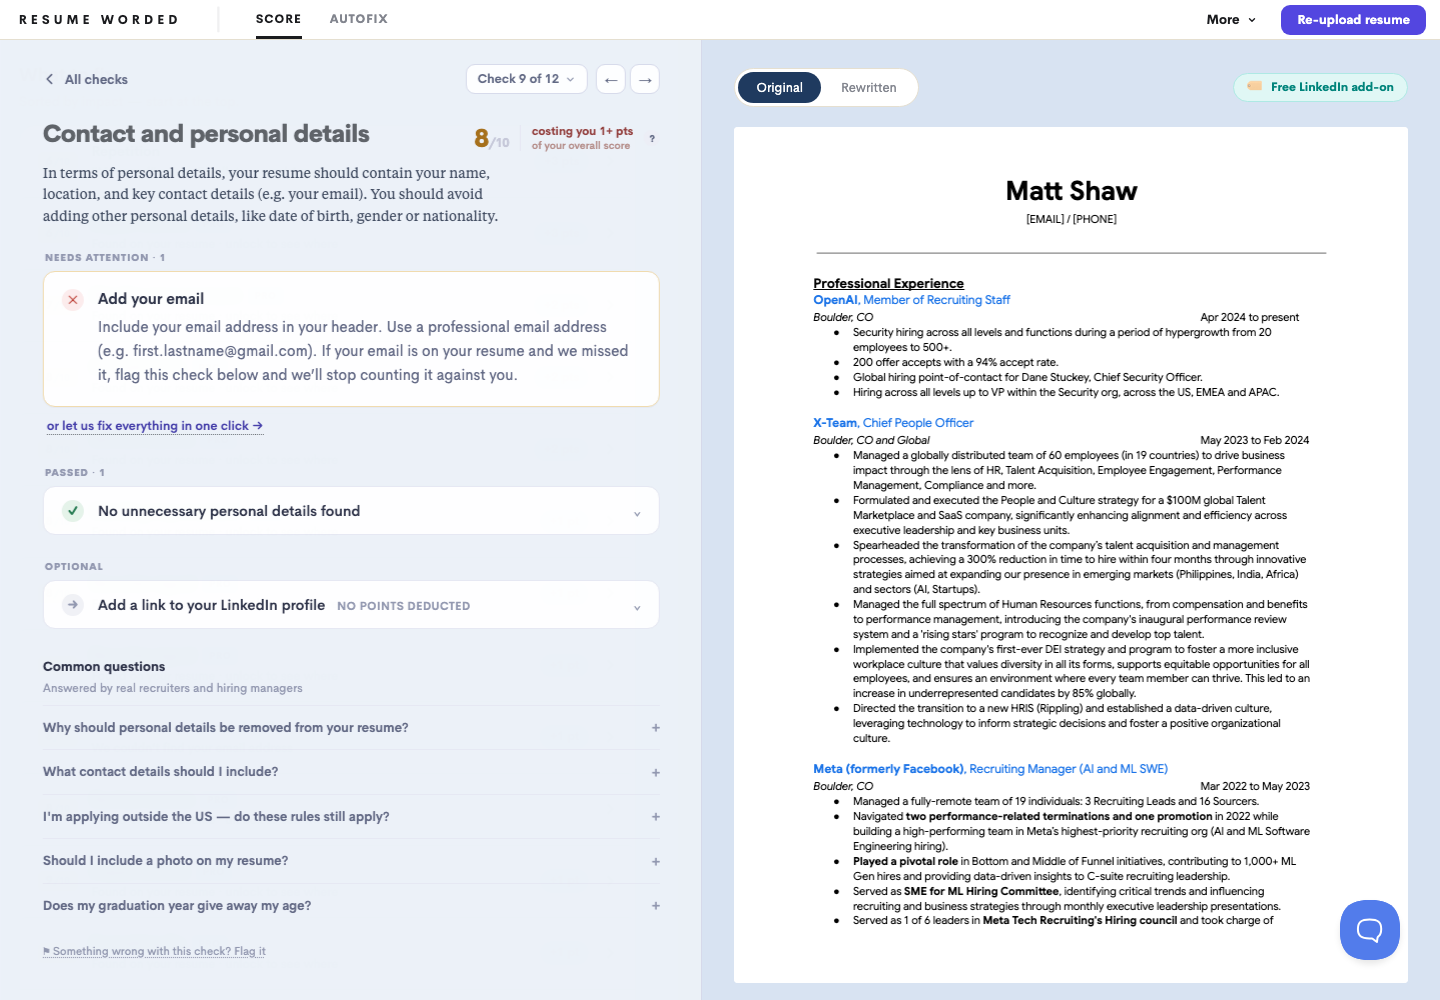 RESUME WORDED
SCORE
AUTOFIX
More
Re-upload resume
All checks
Check 9 of 12
←
→
Contact and personal details
8/10
costing you 1+ pts
of your overall score
?
In terms of personal details, your resume should contain your name,
location, and key contact details (e.g. your email). You should avoid
adding other personal details, like date of birth, gender or nationality.
NEEDS ATTENTION · 1
Add your email
Include your email address in your header. Use a professional email address
(e.g. first.lastname@gmail.com). If your email is on your resume and we missed
it, flag this check below and we'll stop counting it against you.
or let us fix everything in one click →
PASSED · 1
No unnecessary personal details found
OPTIONAL
Add a link to your LinkedIn profile NO POINTS DEDUCTED
Common questions
Answered by real recruiters and hiring managers
Why should personal details be removed from your resume? +
What contact details should I include? +
I'm applying outside the US — do these rules still apply? +
Should I include a photo on my resume? +
Does my graduation year give away my age? +
Something wrong with this check? Flag it
Original
Rewritten
Free LinkedIn add-on
Matt Shaw
[EMAIL] / [PHONE]
Professional Experience
OpenAI, Member of Recruiting Staff
Boulder, CO Apr 2024 to present
● Security hiring across all levels and functions during a period of hypergrowth from 20
employees to 500+.
● 200 offer accepts with a 94% accept rate.
● Global hiring point-of-contact for Dane Stuckey, Chief Security Officer.
● Hiring across all levels up to VP within the Security org, across the US, EMEA and APAC.
X-Team, Chief People Officer
Boulder, CO and Global May 2023 to Feb 2024
● Managed a globally distributed team of 60 employees (in 19 countries) to drive business
impact through the lens of HR, Talent Acquisition, Employee Engagement, Performance
Management, Compliance and more.
● Formulated and executed the People and Culture strategy for a $100M global Talent
Marketplace and SaaS company, significantly enhancing alignment and efficiency across
executive leadership and key business units.
● Spearheaded the transformation of the company's talent acquisition and management
processes, achieving a 300% reduction in time to hire within four months through innovative
strategies aimed at expanding our presence in emerging markets (Philippines, India, Africa)
and sectors (AI, Startups).
● Managed the full spectrum of Human Resources functions, from compensation and benefits
to performance management, introducing the company's inaugural performance review
system and a 'rising stars' program to recognize and develop top talent.
● Implemented the company's first-ever DEI strategy and program to foster a more inclusive
workplace culture that values diversity in all its forms, supports equitable opportunities for all
employees, and ensures an environment where every team member can thrive. This led to an
increase in underrepresented candidates by 85% globally.
● Directed the transition to a new HRIS (Rippling) and established a data-driven culture,
leveraging technology to inform strategic decisions and foster a positive organizational
culture.
Meta (formerly Facebook), Recruiting Manager (AI and ML SWE)
Boulder, CO Mar 2022 to May 2023
● Managed a fully-remote team of 19 individuals: 3 Recruiting Leads and 16 Sourcers.
● Navigated two performance-related terminations and one promotion in 2022 while
building a high-performing team in Meta's highest-priority recruiting org (AI and ML Software
Engineering hiring).
● Played a pivotal role in Bottom and Middle of Funnel initiatives, contributing to 1,000+ ML
Gen hires and providing data-driven insights to C-suite recruiting leadership.
● Served as SME for ML Hiring Committee, identifying critical trends and influencing
recruiting and business strategies through monthly executive leadership presentations.
● Served as 1 of 6 leaders in Meta Tech Recruiting's Hiring council and took charge of